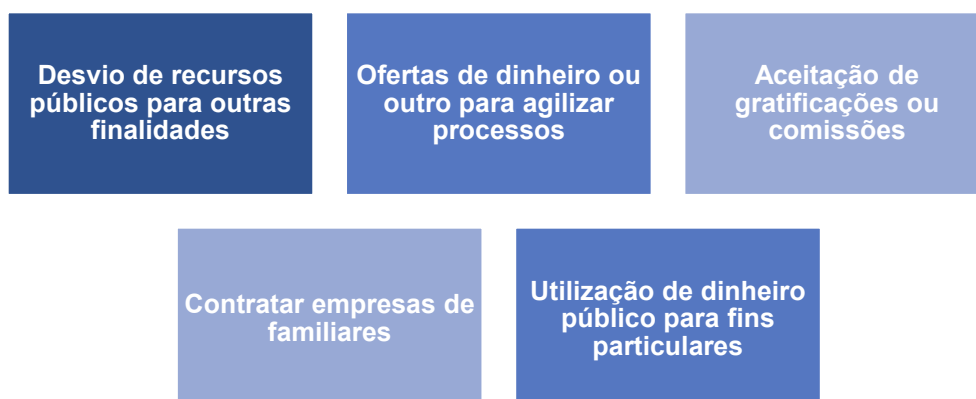 Desvio de recursos
públicos para outras
finalidades
Ofertas de dinheiro ou
outro para agilizar
processos
Aceitação de
gratificações ou
comissões
Contratar empresas de
familiares
Utilização de dinheiro
público para fins
particulares